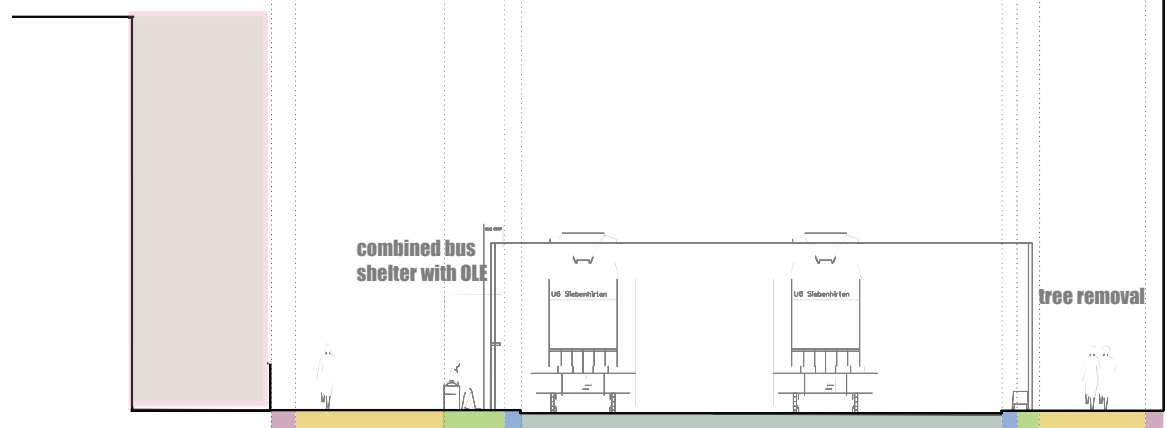 combined bus
shelter with OLE
U6 Siebenhirten
U6 Siebenhirten
tree removal